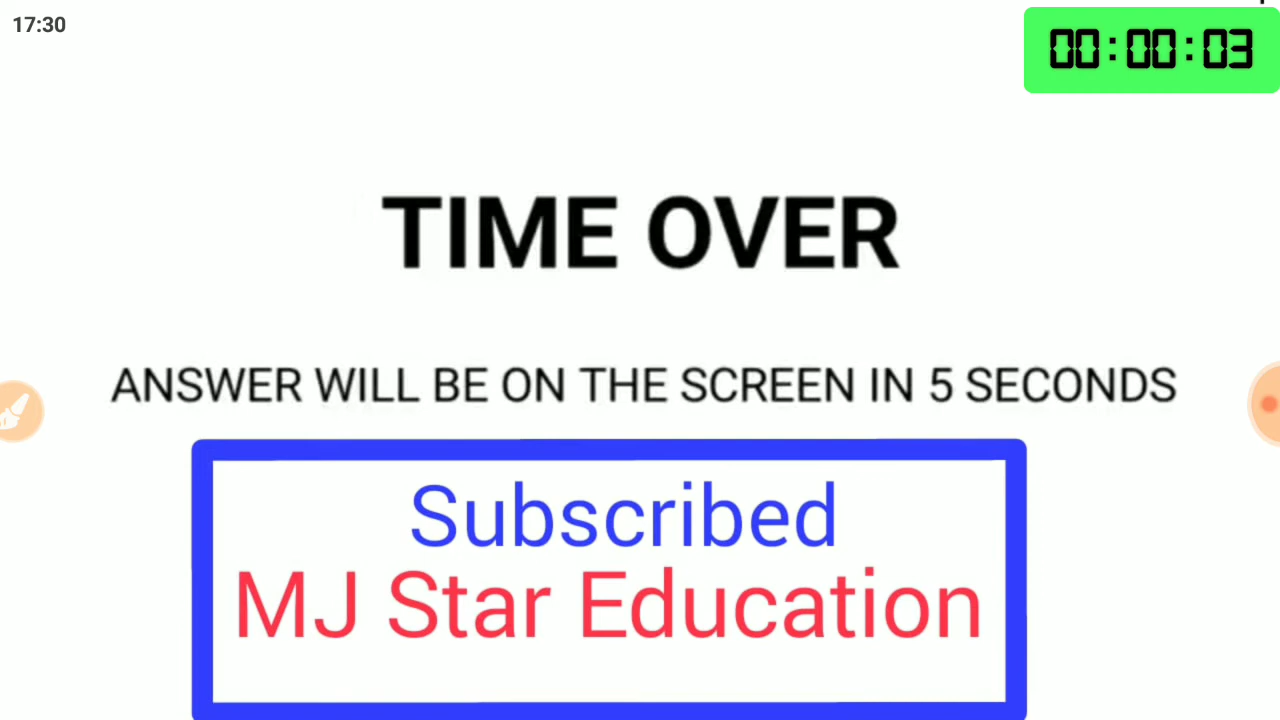 17:30
00:00:03
TIME OVER
ANSWER WILL BE ON THE SCREEN IN 5 SECONDS
Subscribed
MJ Star Education